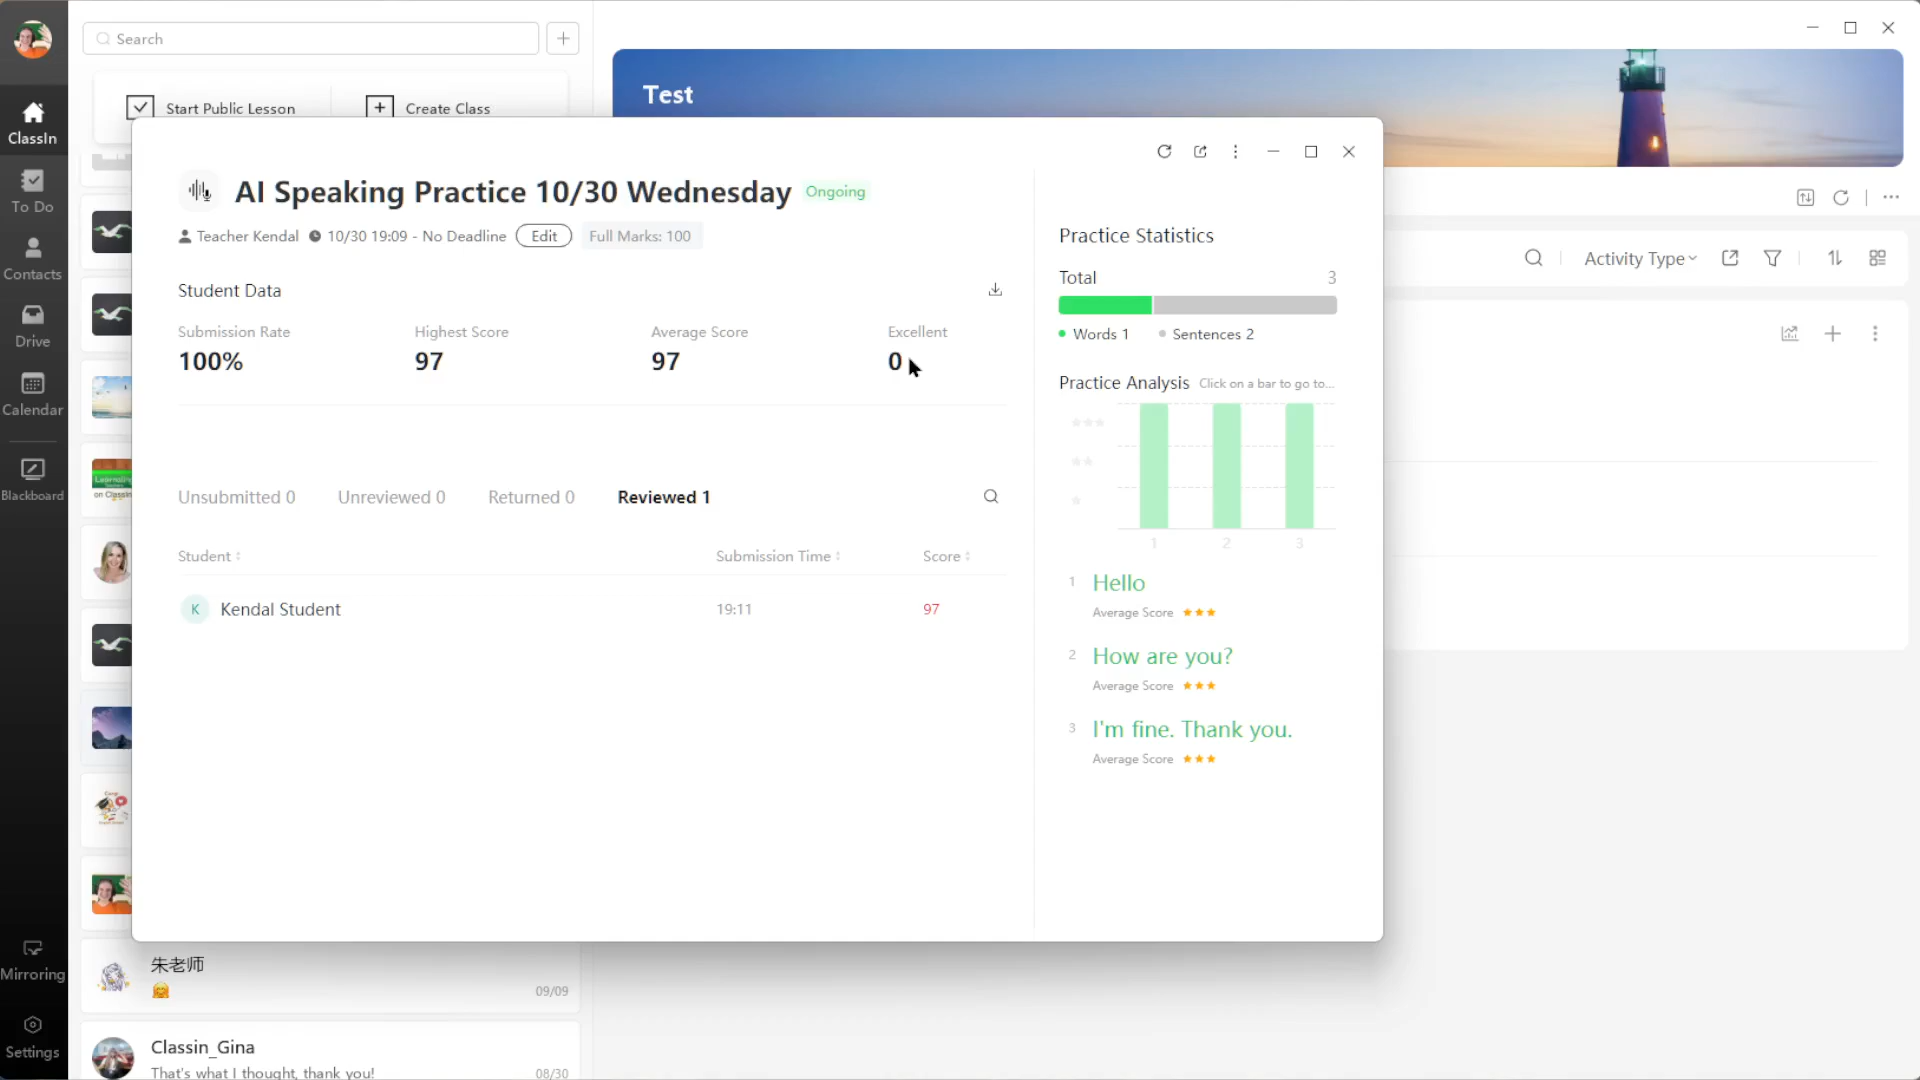 Search
Start Public Lesson
Create Class
Test
ClassIn
To Do
Contacts
Drive
Calendar
Blackboard
Mirroring
Settings
AI Speaking Practice 10/30 Wednesday
Ongoing
Teacher Kendal
10/30 19:09 - No Deadline
Edit
Full Marks: 100
Student Data
Submission Rate
100%
Highest Score
97
Average Score
97
Excellent
0
Unsubmitted 0
Unreviewed 0
Returned 0
Reviewed 1
Student
Submission Time
Score
K
Kendal Student
19:11
97
Practice Statistics
Total
3
Words 1
Sentences 2
Practice Analysis
Click on a bar to go to...
1
2
3
1
Hello
Average Score
2
How are you?
Average Score
3
I'm fine. Thank you.
Average Score
Activity Type
朱老师
09/09
Classin_Gina
That's what I thought, thank you!
08/30